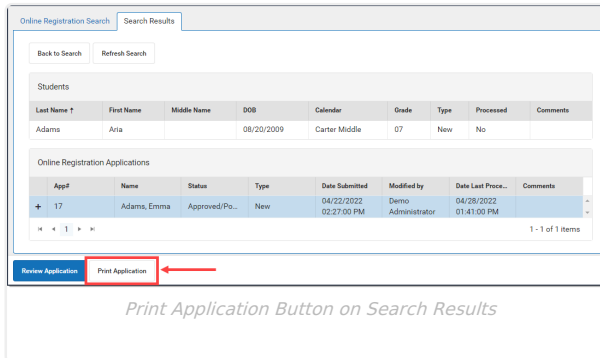 Online Registration Search Search Results
Back to Search Refresh Search
Students
Last Name ↑ First Name Middle Name DOB Calendar Grade Type Processed Comments
Adams Aria 08/20/2009 Carter Middle 07 New No
Online Registration Applications
App# Name Status Type Date Submitted Modified by Date Last Proce... Comments
+ 17 Adams, Emma Approved/Po... New 04/22/2022 Demo 04/28/2022
02:27:00 PM Administrator 01:41:00 PM
1 1 - 1 of 1 items
Review Application Print Application
Print Application Button on Search Results